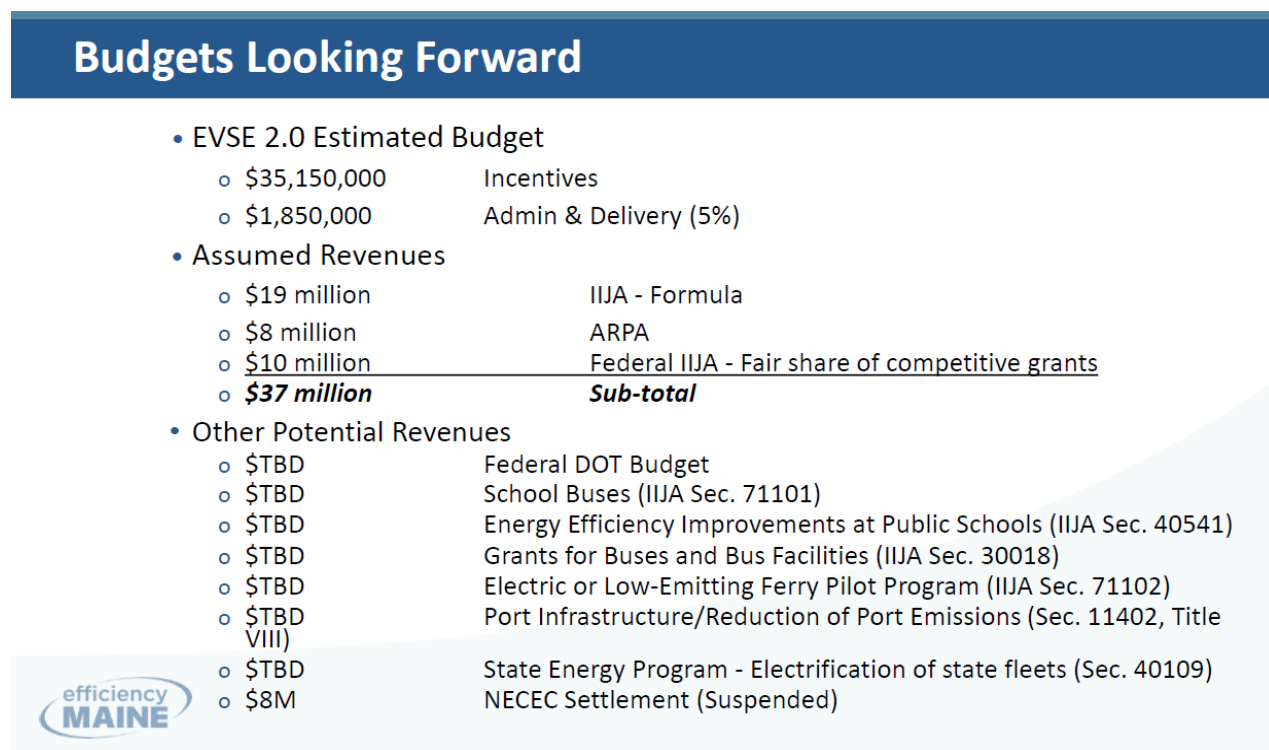 Budgets Looking Forward
• EVSE 2.0 Estimated Budget
o $35,150,000 Incentives
o $1,850,000 Admin & Delivery (5%)
• Assumed Revenues
o $19 million IIJA - Formula
o $8 million ARPA
o $10 million Federal IIJA - Fair share of competitive grants
o $37 million Sub-total
• Other Potential Revenues
o $TBD Federal DOT Budget
o $TBD School Buses (IIJA Sec. 71101)
o $TBD Energy Efficiency Improvements at Public Schools (IIJA Sec. 40541)
o $TBD Grants for Buses and Bus Facilities (IIJA Sec. 30018)
o $TBD Electric or Low-Emitting Ferry Pilot Program (IIJA Sec. 71102)
o $TBD Port Infrastructure/Reduction of Port Emissions (Sec. 11402, Title
VIII)
o $TBD State Energy Program - Electrification of state fleets (Sec. 40109)
o $8M NECEC Settlement (Suspended)
efficiency
MAINE